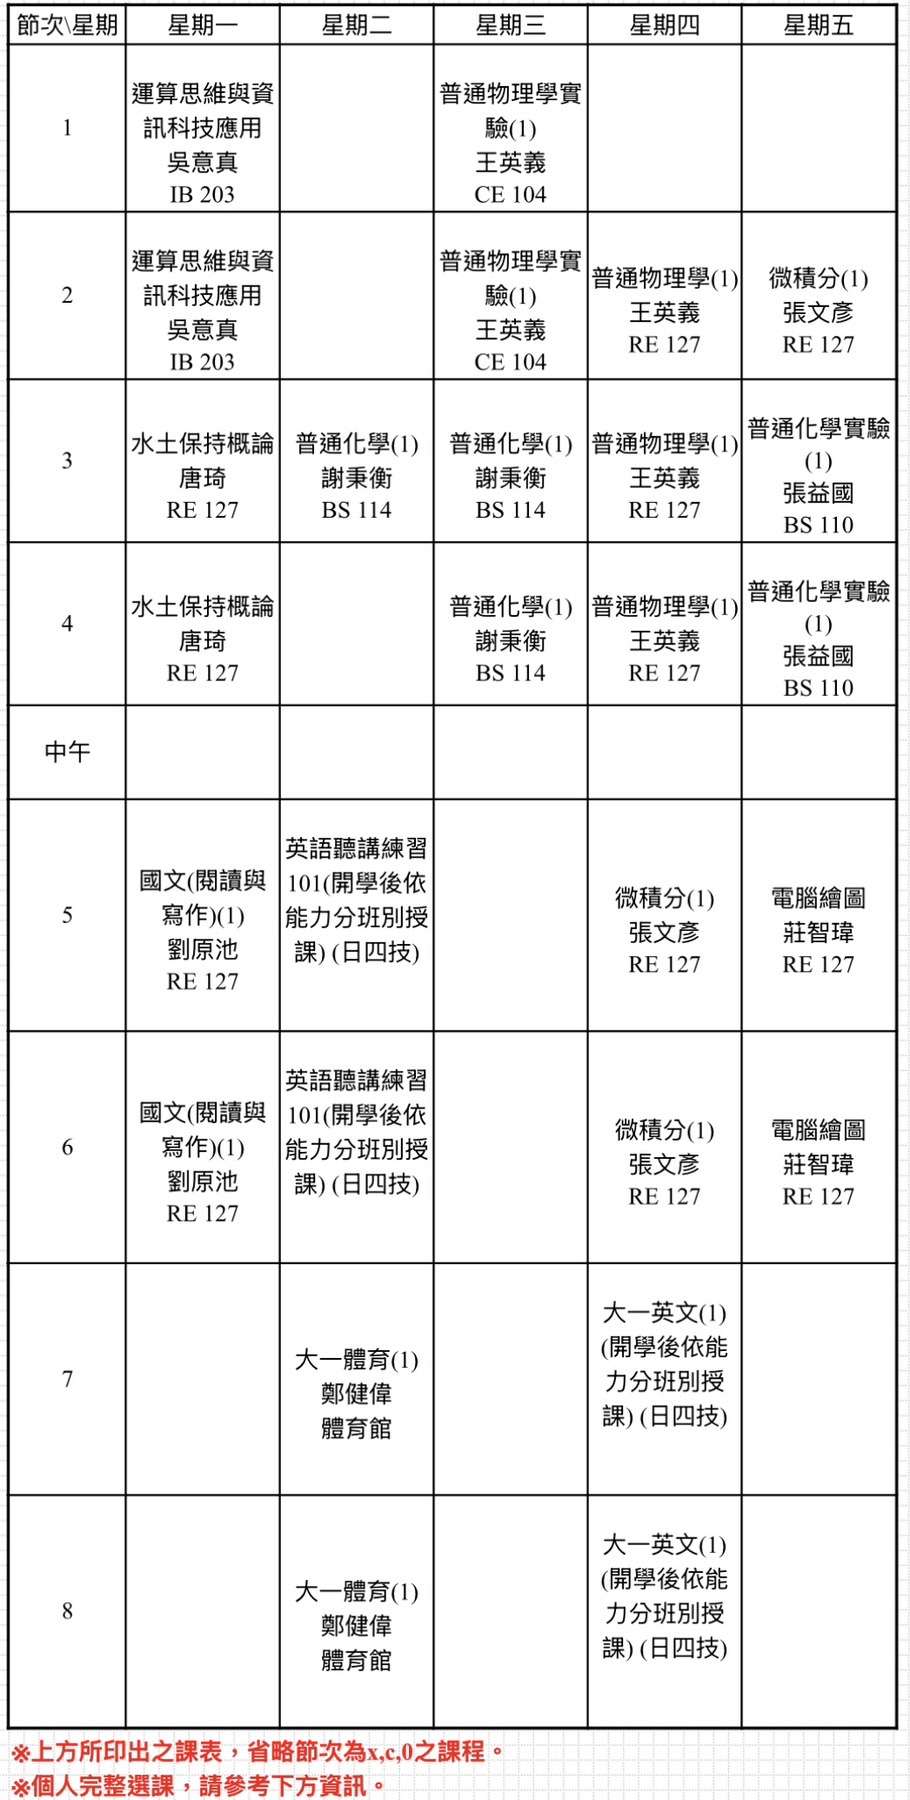 節次\星期 星期一 星期二 星期三 星期四 星期五
1
運算思維與資
訊科技應用
吳意真
IB 203
普通物理學實
驗(1)
王英義
CE 104
2
運算思維與資
訊科技應用
吳意真
IB 203
普通物理學實
驗(1)
王英義
CE 104
普通物理學(1)
王英義
RE 127
微積分(1)
張文彥
RE 127
3
水土保持概論
唐琦
RE 127
普通化學(1)
謝秉衡
BS 114
普通化學(1)
謝秉衡
BS 114
普通物理學(1)
王英義
RE 127
普通化學實驗
(1)
張益國
BS 110
4
水土保持概論
唐琦
RE 127
普通化學(1)
謝秉衡
BS 114
普通物理學(1)
王英義
RE 127
普通化學實驗
(1)
張益國
BS 110
中午
5
國文(閱讀與
寫作)(1)
劉原池
RE 127
英語聽講練習
101(開學後依
能力分班別授
課) (日四技)
微積分(1)
張文彥
RE 127
電腦繪圖
莊智瑋
RE 127
6
國文(閱讀與
寫作)(1)
劉原池
RE 127
英語聽講練習
101(開學後依
能力分班別授
課) (日四技)
微積分(1)
張文彥
RE 127
電腦繪圖
莊智瑋
RE 127
7
大一體育(1)
鄭健偉
體育館
大一英文(1)
(開學後依能
力分班別授
課) (日四技)
8
大一體育(1)
鄭健偉
體育館
大一英文(1)
(開學後依能
力分班別授
課) (日四技)
※上方所印出之課表，省略節次為x,c,0之課程。
※個人完整選課，請參考下方資訊。